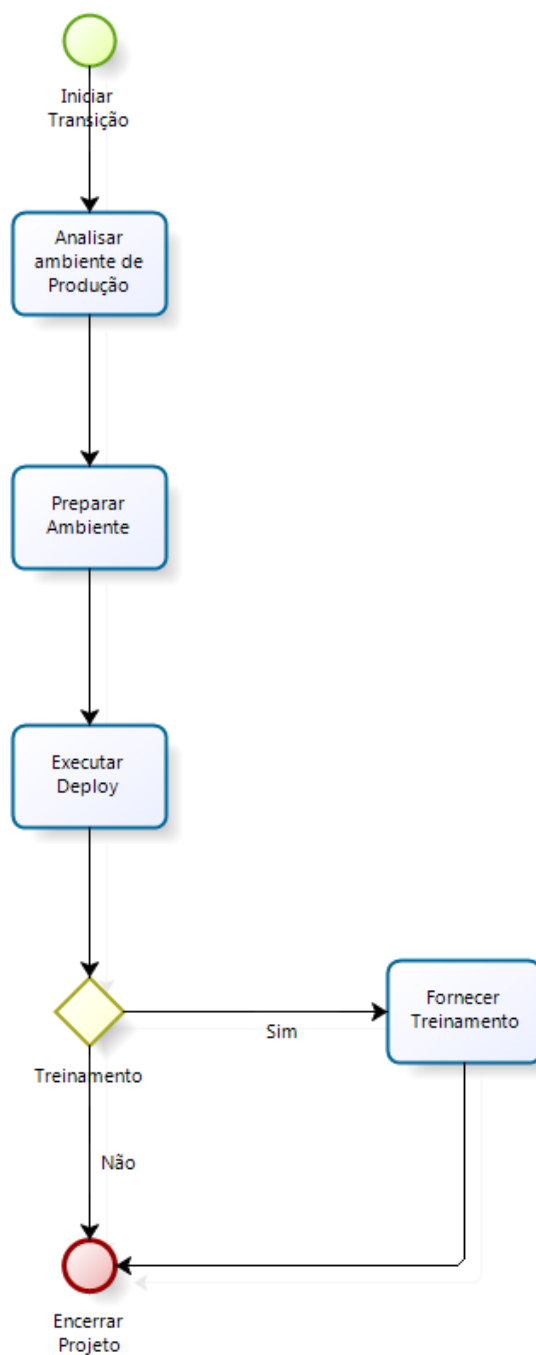 Iniciar
Transição
Analisar
ambiente de
Produção
Preparar
Ambiente
Executar
Deploy
Fornecer
Treinamento
Sim
Treinamento
Não
Encerrar
Projeto